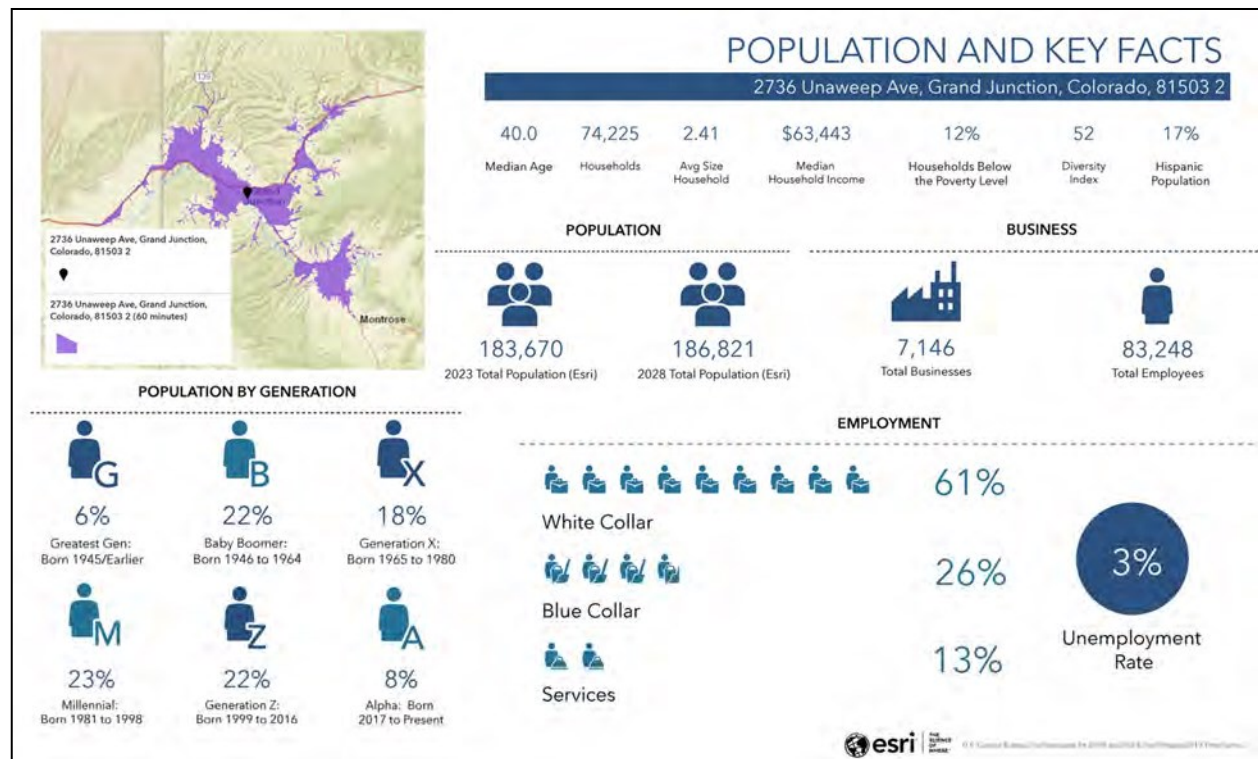 POPULATION AND KEY FACTS
2736 Unaweep Ave, Grand Junction, Colorado, 81503 2
40.0
Median Age
74,225
Households
2.41
Avg Size
Household
$63,443
Median
Household Income
12%
Households Below
the Poverty Level
52
Diversity
Index
17%
Hispanic
Population
139
Junction
Montrose
2736 Unaweep Ave, Grand Junction,
Colorado, 81503 2
2736 Unaweep Ave, Grand Junction,
Colorado, 81503 2 (60 minutes)
POPULATION
183,670
2023 Total Population (Esri)
186,821
2028 Total Population (Esri)
BUSINESS
7,146
Total Businesses
83,248
Total Employees
POPULATION BY GENERATION
G
6%
Greatest Gen:
Born 1945/Earlier
B
22%
Baby Boomer:
Born 1946 to 1964
X
18%
Generation X:
Born 1965 to 1980
M
23%
Millennial:
Born 1981 to 1998
Z
22%
Generation Z:
Born 1999 to 2016
A
8%
Alpha: Born
2017 to Present
EMPLOYMENT
61%
White Collar
26%
Blue Collar
13%
Services
3%
Unemployment
Rate
esri
THE
SCIENCE
OF
WHERE